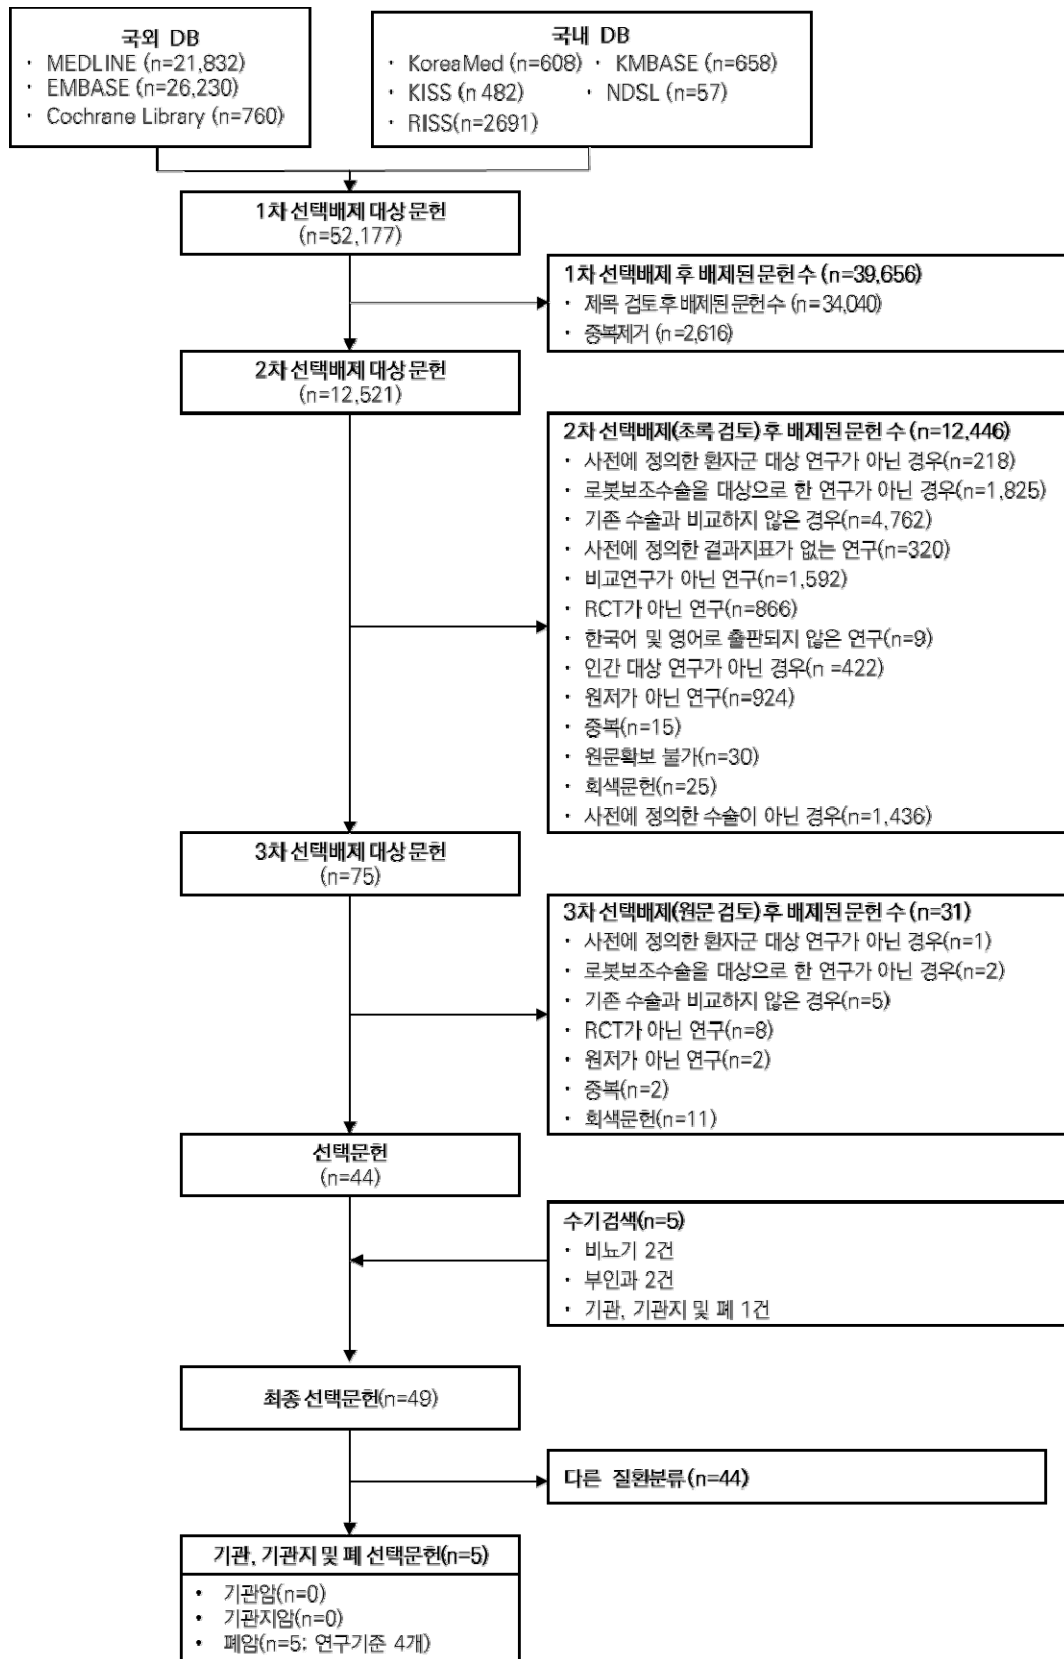 국외 DB
· MEDLINE (n=21,832)
· EMBASE (n=26,230)
· Cochrane Library (n=760)
국내 DB
· KoreaMed (n=608) · KMBASE (n=658)
· KISS (n 482) · NDSL (n=57)
· RISS(n=2691)
1차 선택배제 대상 문헌
(n=52,177)
1차 선택배제 후 배제된 문헌 수 (n=39,656)
· 제목 검토 후 배제된 문헌 수 (n=34,040)
· 중복제거 (n=2,616)
2차 선택배제 대상 문헌
(n=12,521)
2차 선택배제(초록 검토) 후 배제된 문헌 수 (n=12,446)
· 사전에 정의한 환자군 대상 연구가 아닌 경우(n=218)
· 로봇보조수술을 대상으로 한 연구가 아닌 경우(n=1,825)
· 기존 수술과 비교하지 않은 경우(n=4,762)
· 사전에 정의한 결과지표가 없는 연구(n=320)
· 비교연구가 아닌 연구(n=1,592)
· RCT가 아닌 연구(n=866)
· 한국어 및 영어로 출판되지 않은 연구(n=9)
· 인간 대상 연구가 아닌 경우(n =422)
· 원저가 아닌 연구(n=924)
· 중복(n=15)
· 원문확보 불가(n=30)
· 회색문헌(n=25)
· 사전에 정의한 수술이 아닌 경우(n=1,436)
3차 선택배제 대상 문헌
(n=75)
3차 선택배제(원문 검토) 후 배제된 문헌 수 (n=31)
· 사전에 정의한 환자군 대상 연구가 아닌 경우(n=1)
· 로봇보조수술을 대상으로 한 연구가 아닌 경우(n=2)
· 기존 수술과 비교하지 않은 경우(n=5)
· RCT가 아닌 연구(n=8)
· 원저가 아닌 연구(n=2)
· 중복(n=2)
· 회색문헌(n=11)
선택문헌
(n=44)
수기검색(n=5)
· 비뇨기 2건
· 부인과 2건
· 기관, 기관지 및 폐 1건
최종 선택문헌(n=49)
다른 질환분류 (n=44)
기관, 기관지 및 폐 선택문헌(n=5)
• 기관암(n=0)
• 기관지암(n=0)
• 폐암(n=5; 연구기준 4개)